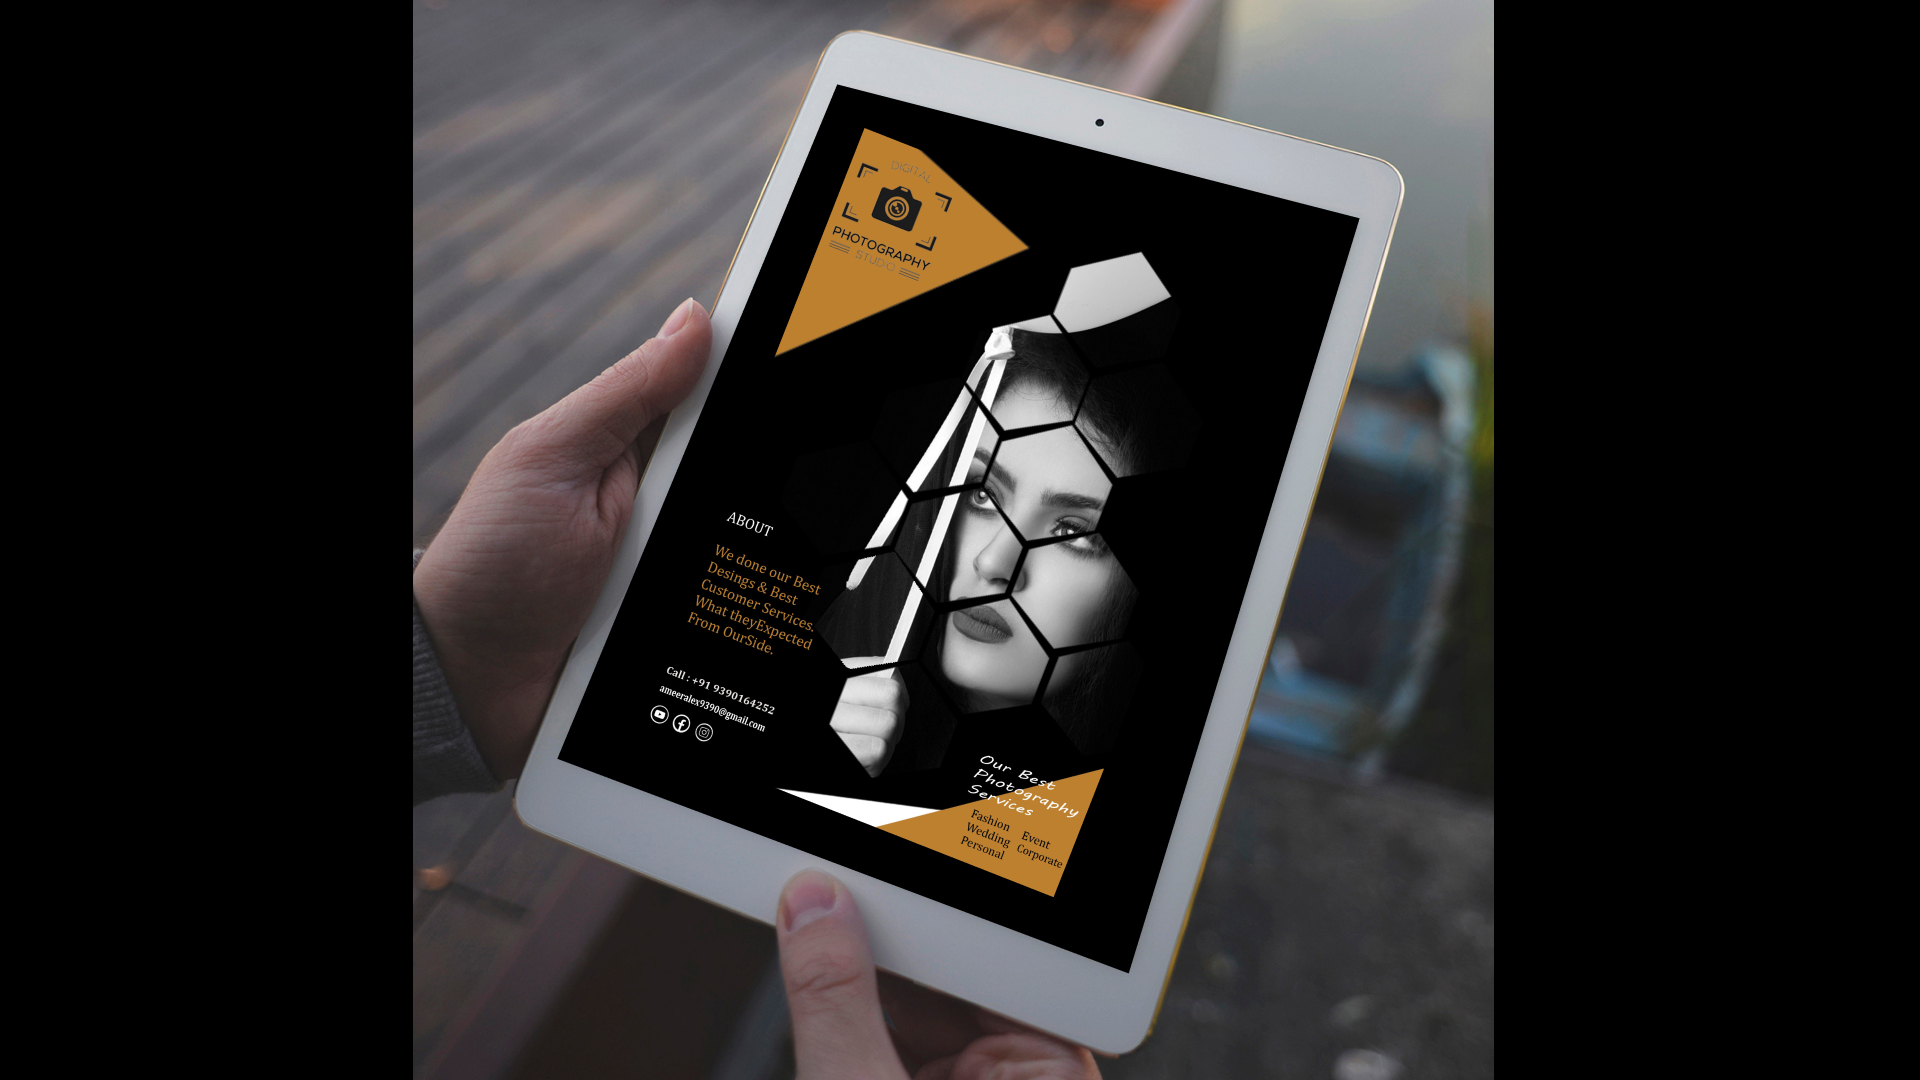 DIGITAL
PHOTOGRAPHY
STUDIO
ABOUT
We done our Best
Desings & Best
Customer Services.
What theyExpected
From OurSide.
Call : +91 9390164252
ameeralex9390@gmail.com
Our Best
Photography
Services
Fashion
Wedding
Personal
Event
Corporate